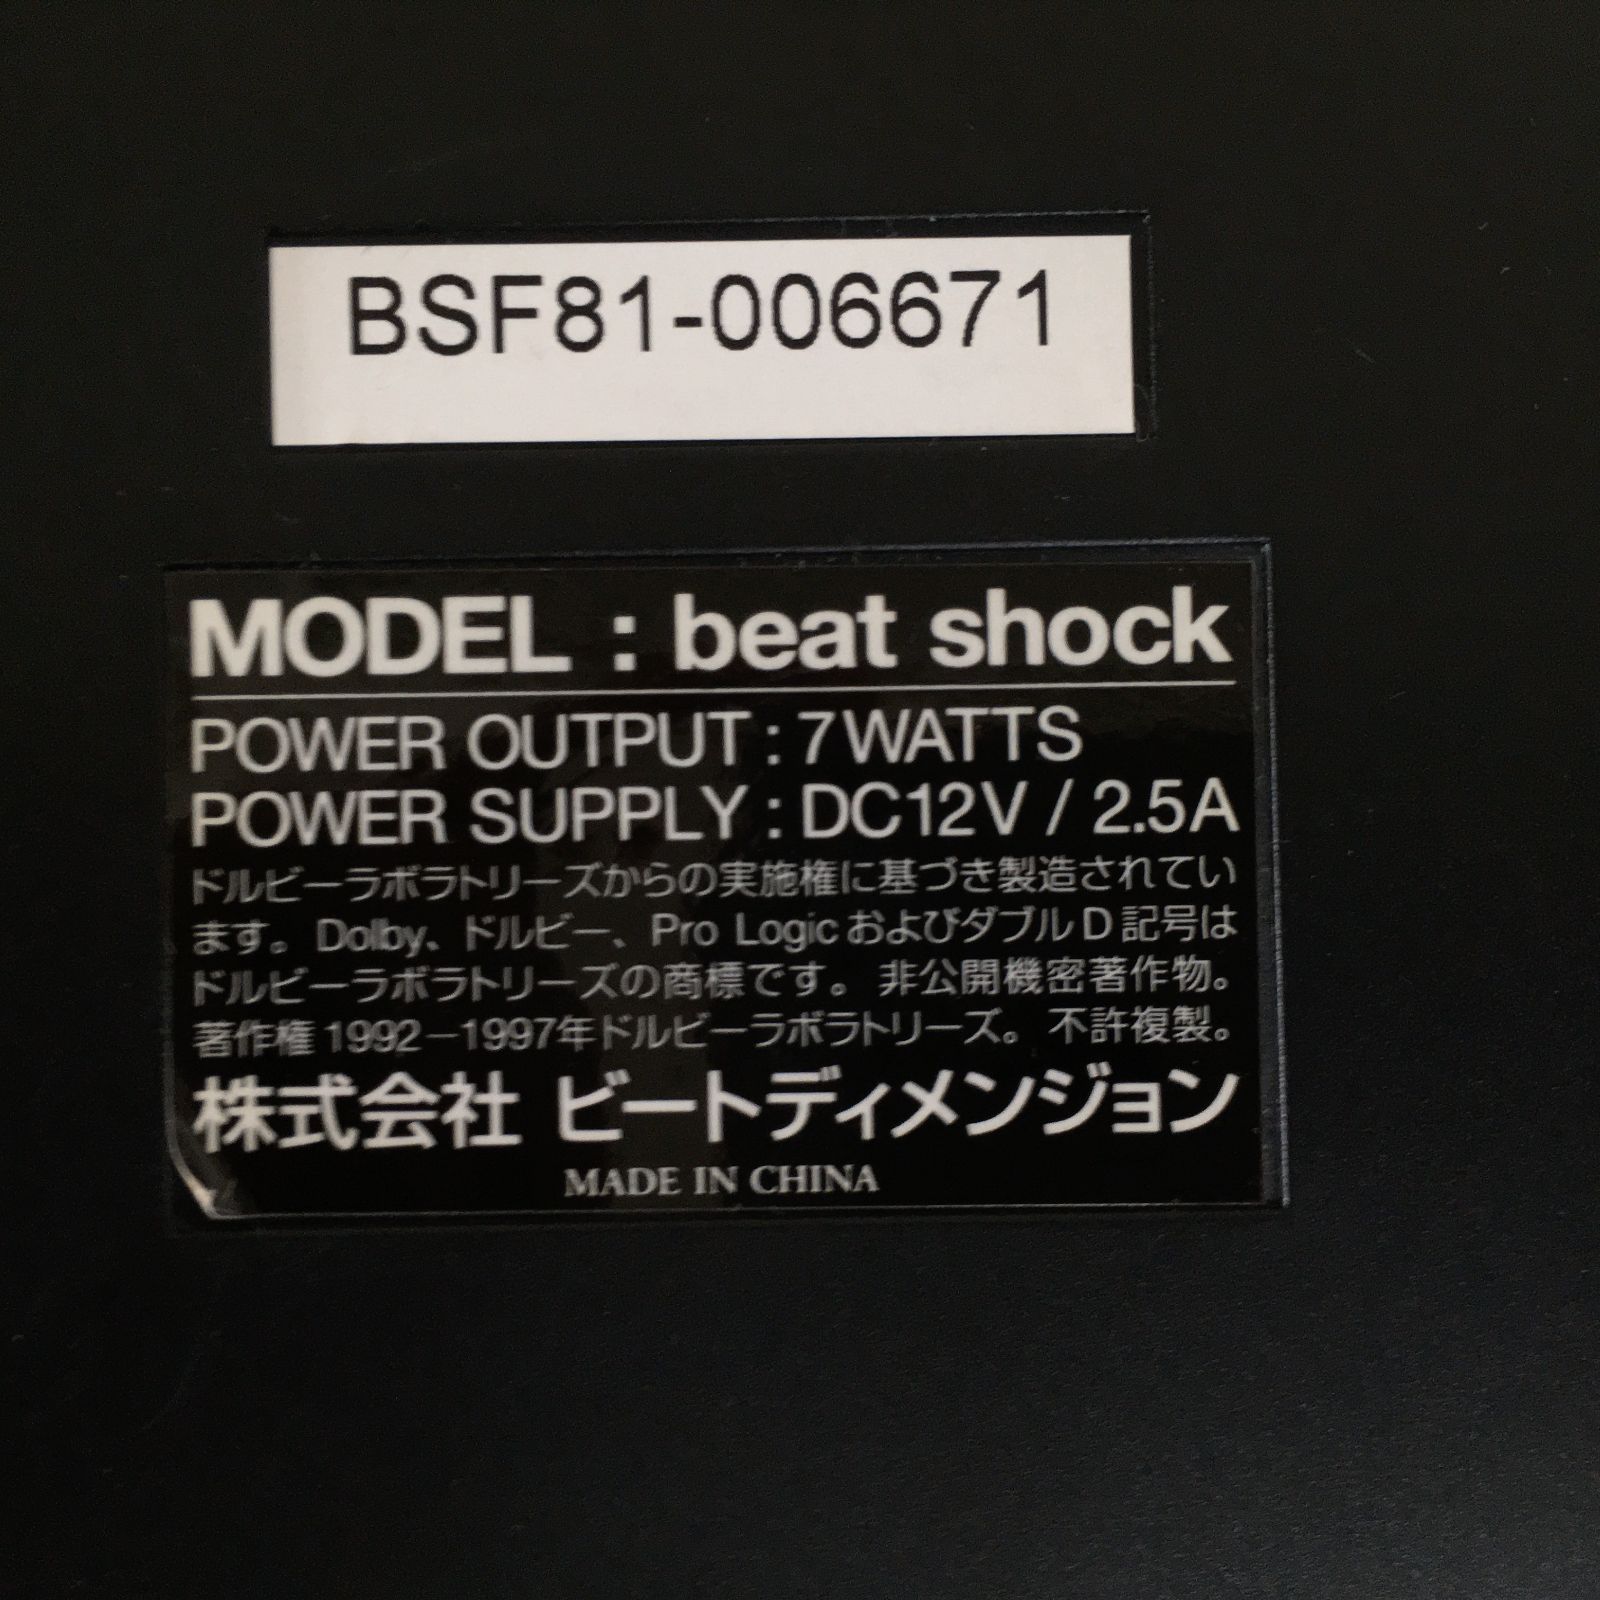 BSF81-006671
MODEL : beat shock
POWER OUTPUT : 7WATTS
POWER SUPPLY : DC12V / 2.5A
ドルビーラボラトリーズからの実施権に基づき製造されてい
ます。Dolby、ドルビー、Pro Logicおよびダブル D 記号は
ドルビーラボラトリーズの商標です。非公開機密著作物。
著作権 1992－1997年ドルビーラボラトリーズ。不許複製。
株式会社 ビートディメンジョン
MADE IN CHINA